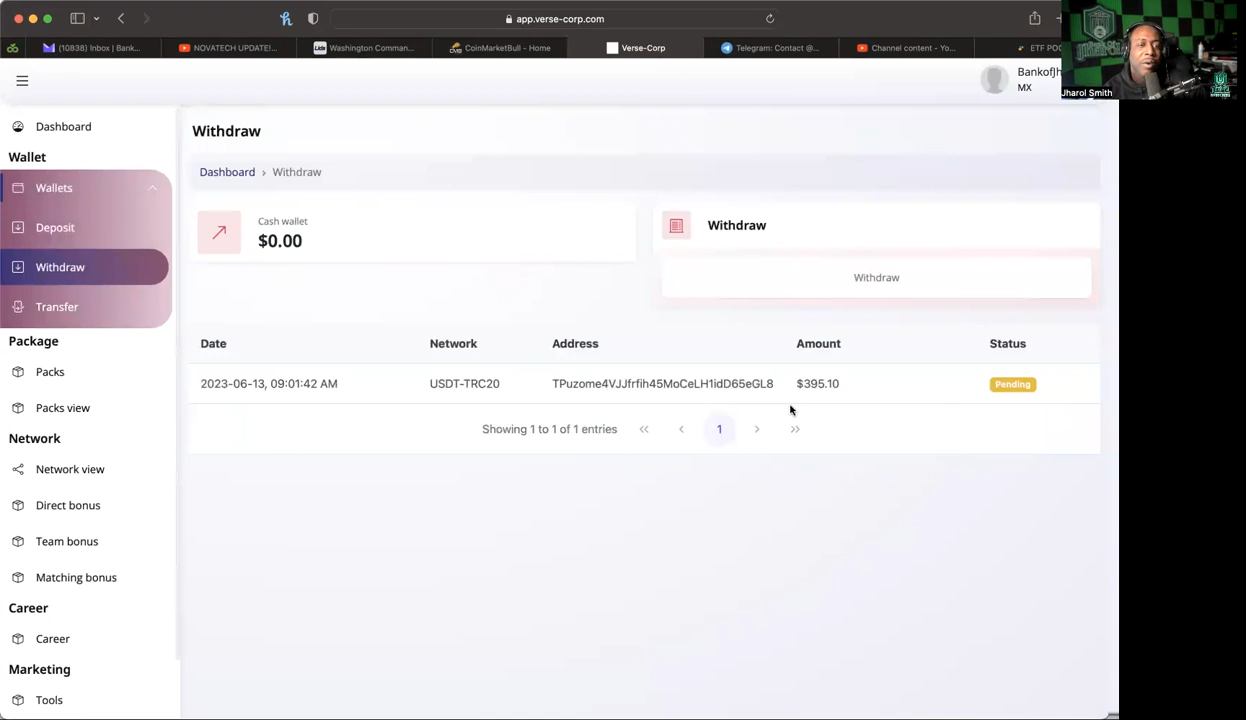 app.verse-corp.com
(10838) Inbox | Bank...
NOVATECH UPDATE!...
Lids
Washington Comman...
CMB
CoinMarketBull - Home
Verse-Corp
Telegram: Contact @...
Channel content - Yo...
ETF POO
BankofJh
MX
Jharol Smith
Dashboard
Wallet
Wallets
Deposit
Withdraw
Transfer
Package
Packs
Packs view
Network
Network view
Direct bonus
Team bonus
Matching bonus
Career
Career
Marketing
Tools
Withdraw
Dashboard › Withdraw
Cash wallet
$0.00
Withdraw
Withdraw
Date Network Address Amount Status
2023-06-13, 09:01:42 AM USDT-TRC20 TPuzome4VJJfrfih45MoCeLH1idD65eGL8 $395.10 Pending
Showing 1 to 1 of 1 entries « ‹ 1 › »